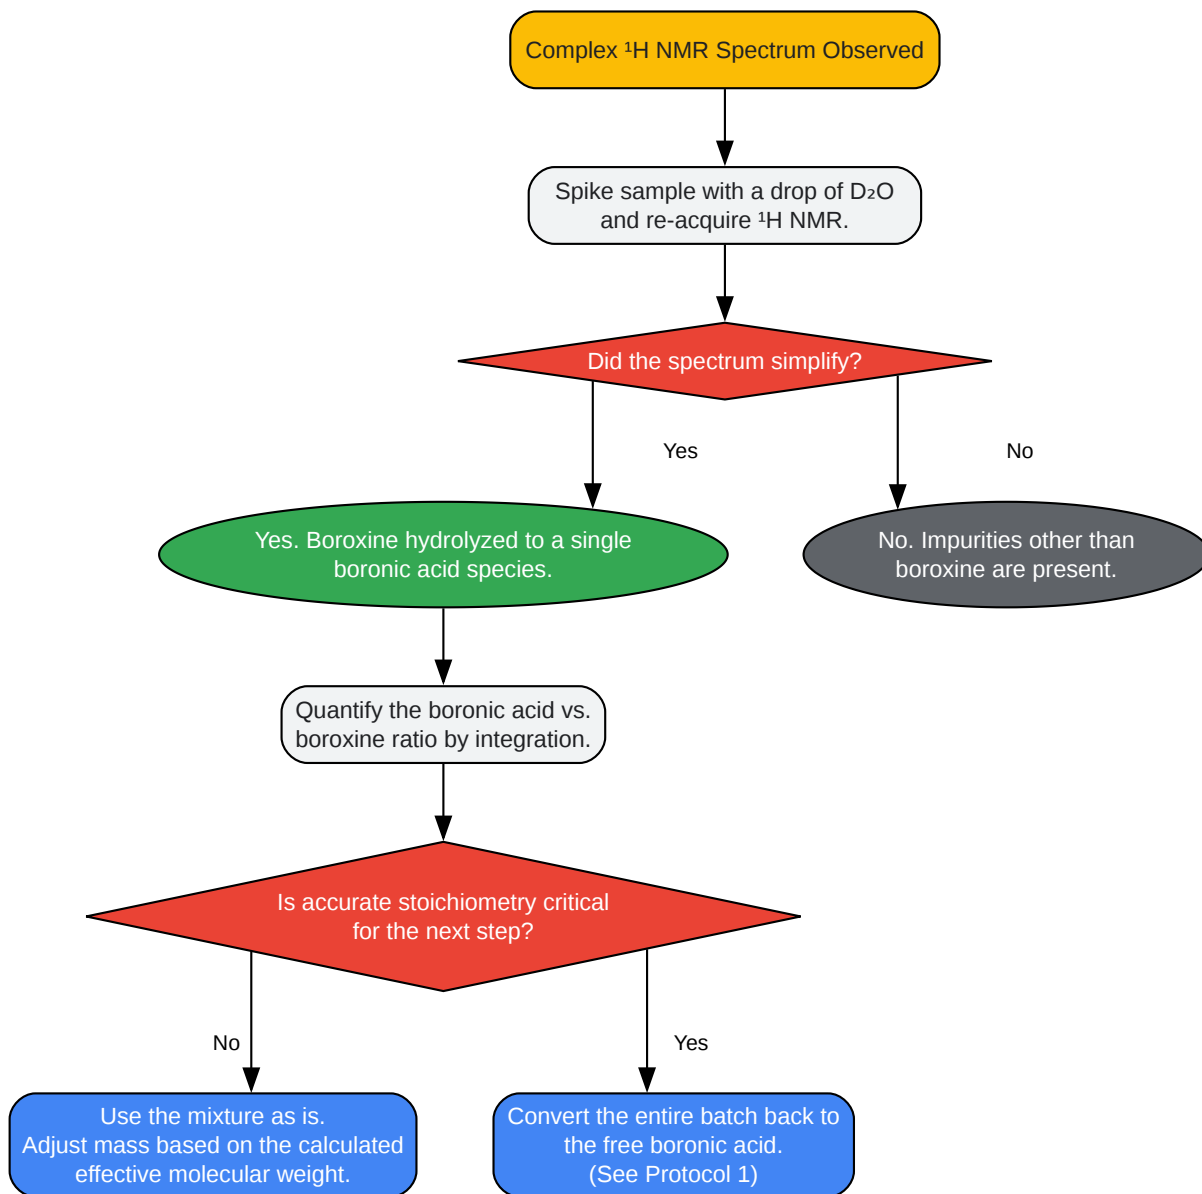 Complex ¹H NMR Spectrum Observed
Spike sample with a drop of D₂O
and re-acquire ¹H NMR.
Did the spectrum simplify?
Yes
No
Yes. Boroxine hydrolyzed to a single
boronic acid species.
No. Impurities other than
boroxine are present.
Quantify the boronic acid vs.
boroxine ratio by integration.
Is accurate stoichiometry critical
for the next step?
No
Yes
Use the mixture as is.
Adjust mass based on the calculated
effective molecular weight.
Convert the entire batch back to
the free boronic acid.
(See Protocol 1)